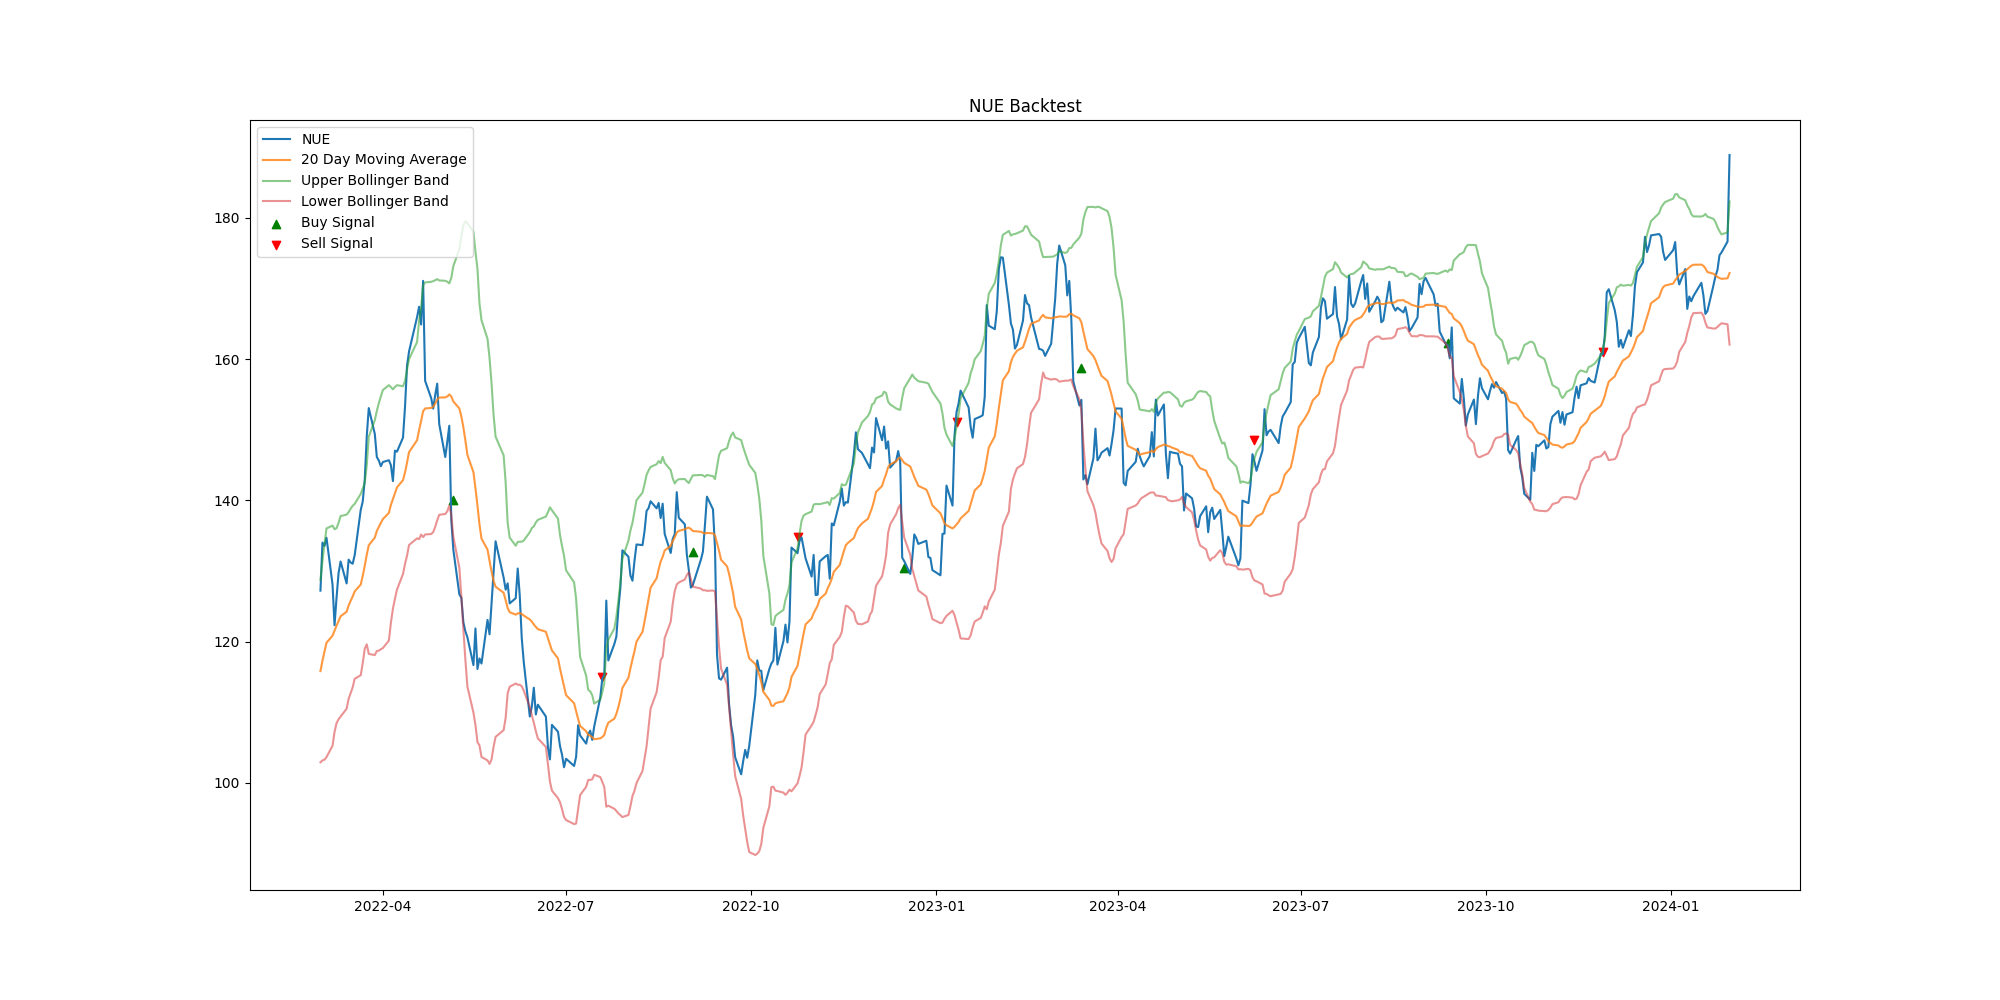 NUE Backtest
NUE
20 Day Moving Average
Upper Bollinger Band
Lower Bollinger Band
Buy Signal
Sell Signal
180
160
140
120
100
2022-04
2022-07
2022-10
2023-01
2023-04
2023-07
2023-10
2024-01